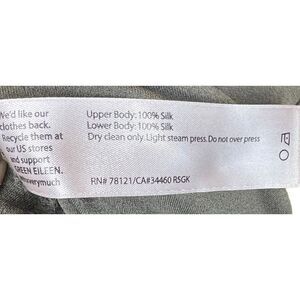 We'd like our
clothes back.
Recycle them at
our US stores
and support
GREEN EILEEN.
Upper Body:100% Silk
Lower Body:100% Silk
Dry clean only. Light steam press.Do not over press
RN# 78121/CA#34460 RSGK